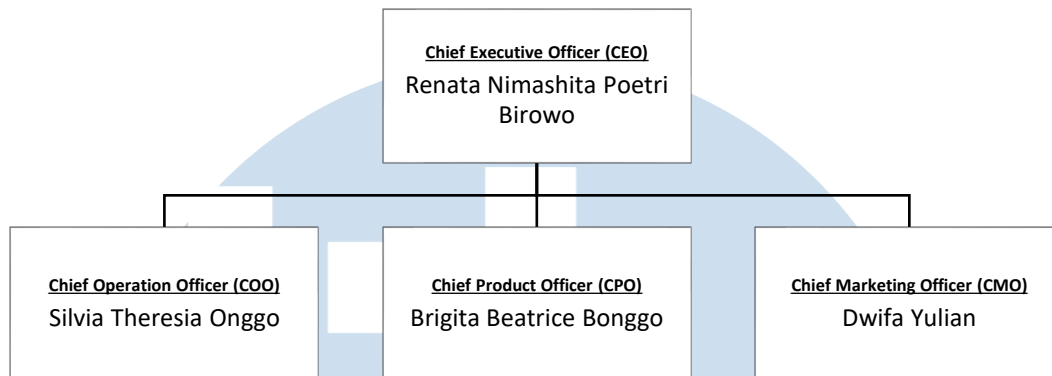 Chief Executive Officer (CEO)
Renata Nimashita Poetri
Birowo
Chief Operation Officer (COO)
Silvia Theresia Onggo
Chief Product Officer (CPO)
Brigita Beatrice Bonggo
Chief Marketing Officer (CMO)
Dwifa Yulian